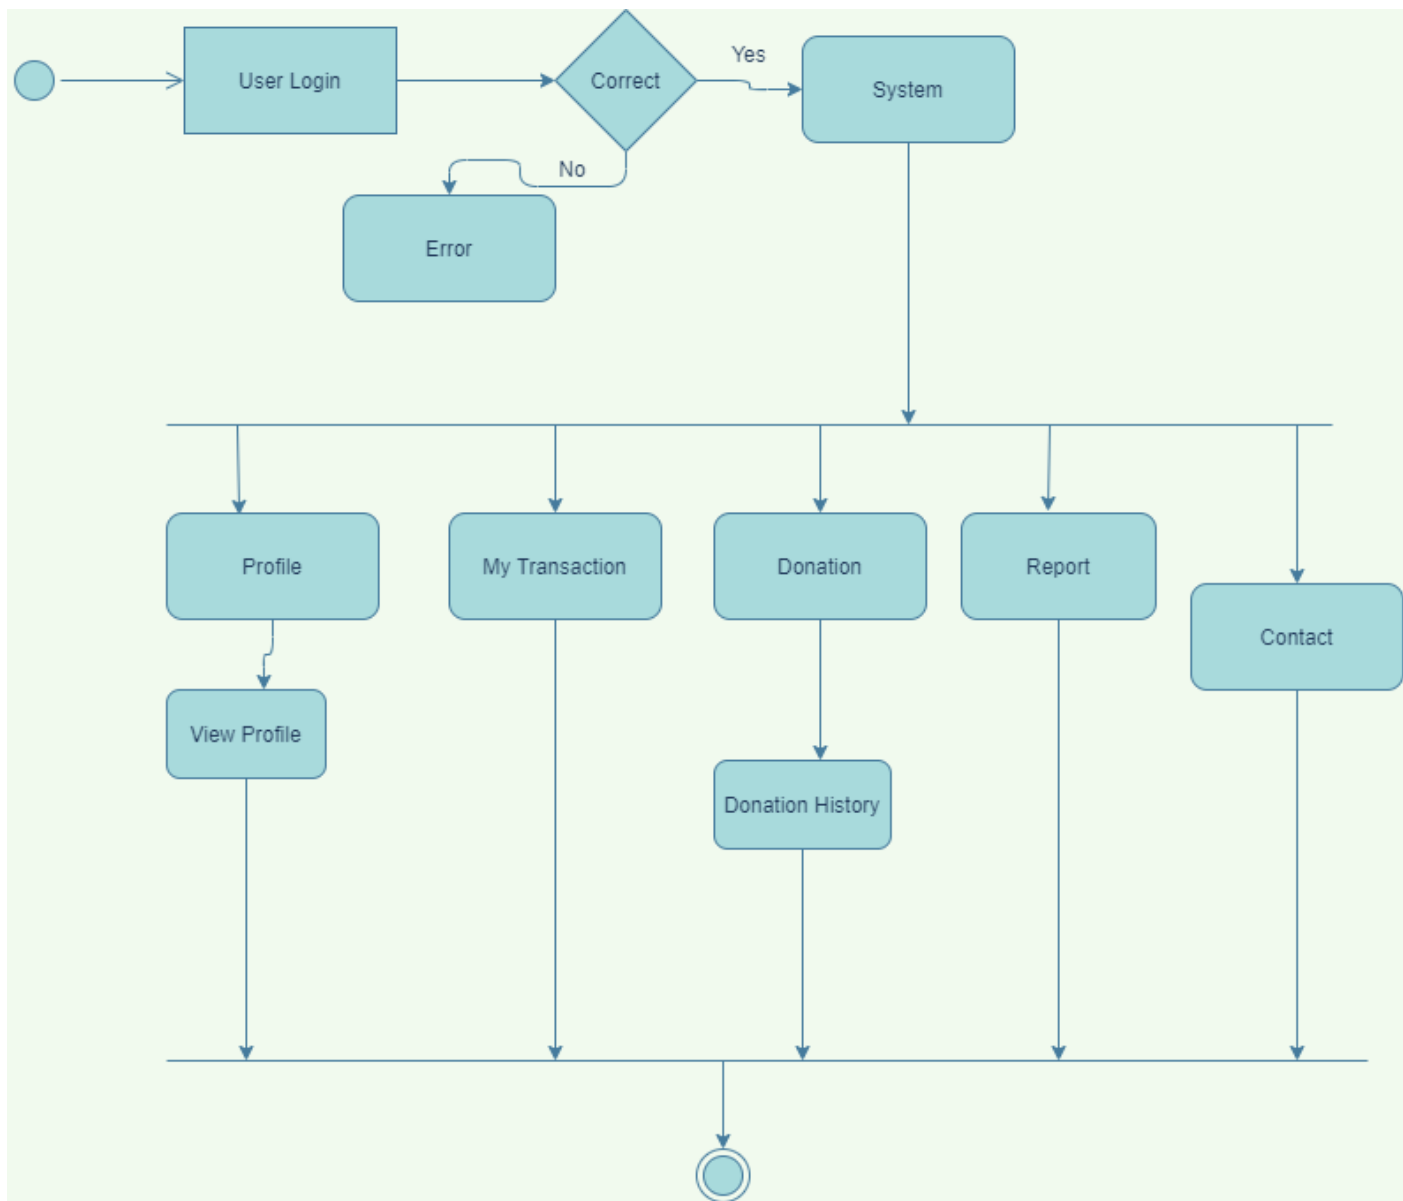 User Login
Correct
Yes
System
No
Error
Profile
My Transaction
Donation
Report
Contact
View Profile
Donation History